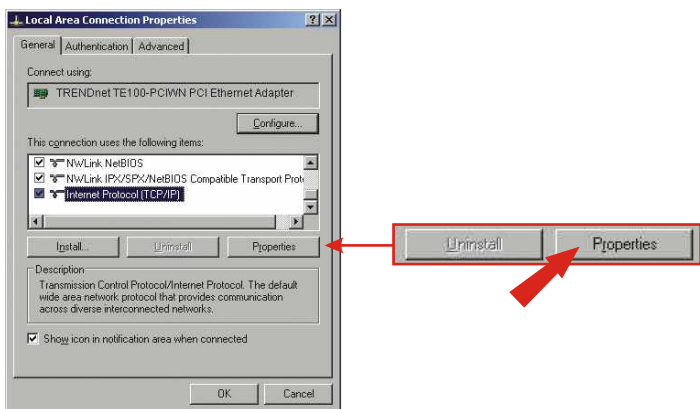 Local Area Connection Properties
General Authentication Advanced
Connect using:
TRENDnet TE100-PCIWN PCI Ethernet Adapter
Configure...
This connection uses the following items:
NWLink NetBIOS
NWLink IPX/SPX/NetBIOS Compatible Transport Prot
Internet Protocol (TCP/IP)
Install... Uninstall Properties
Uninstall Properties
Description
Transmission Control Protocol/Internet Protocol. The default
wide area network protocol that provides communication
across diverse interconnected networks.
Show icon in notification area when connected
OK Cancel